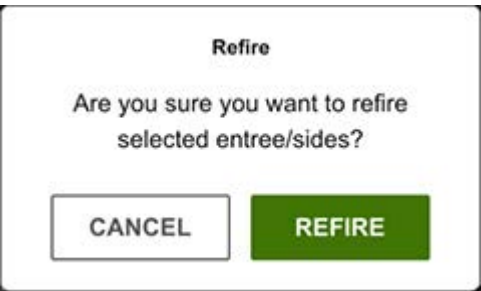 Refire
Are you sure you want to refire
selected entree/sides?
CANCEL
REFIRE